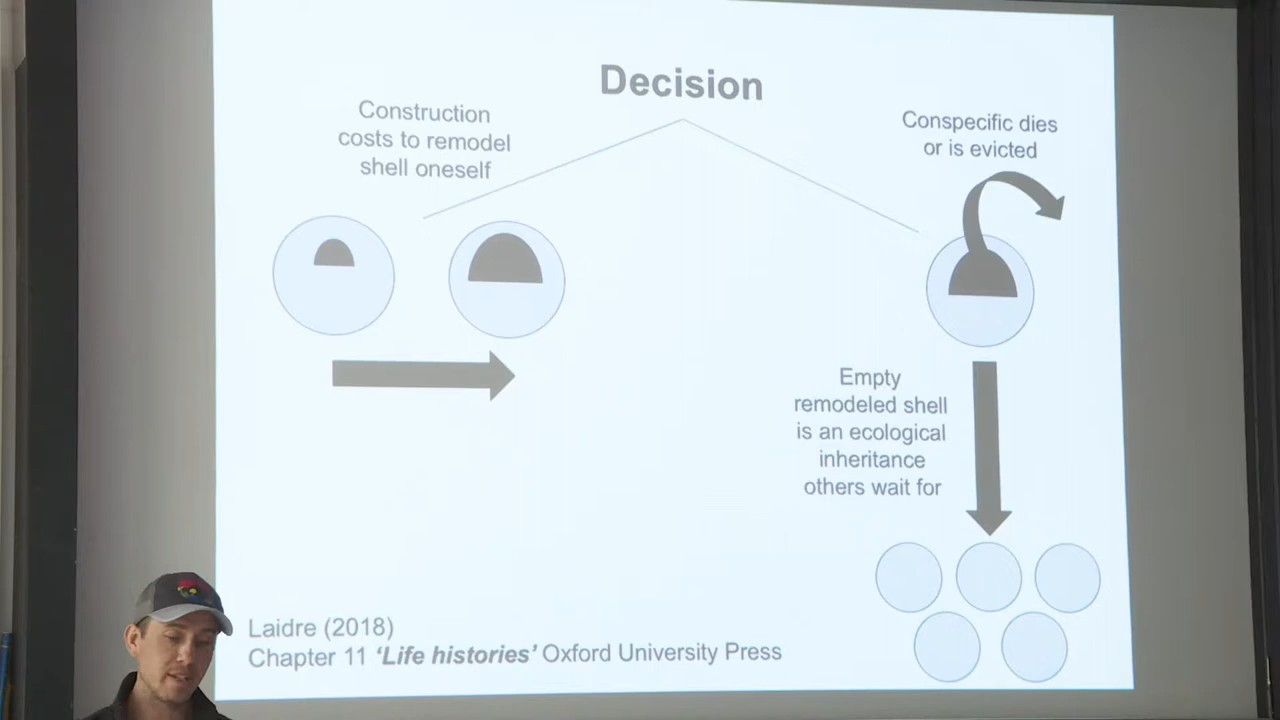 Decision
Construction
costs to remodel
shell oneself
Conspecific dies
or is evicted
Empty
remodeled shell
is an ecological
inheritance
others wait for
Laidre (2018)
Chapter 11 ‘Life histories’ Oxford University Press